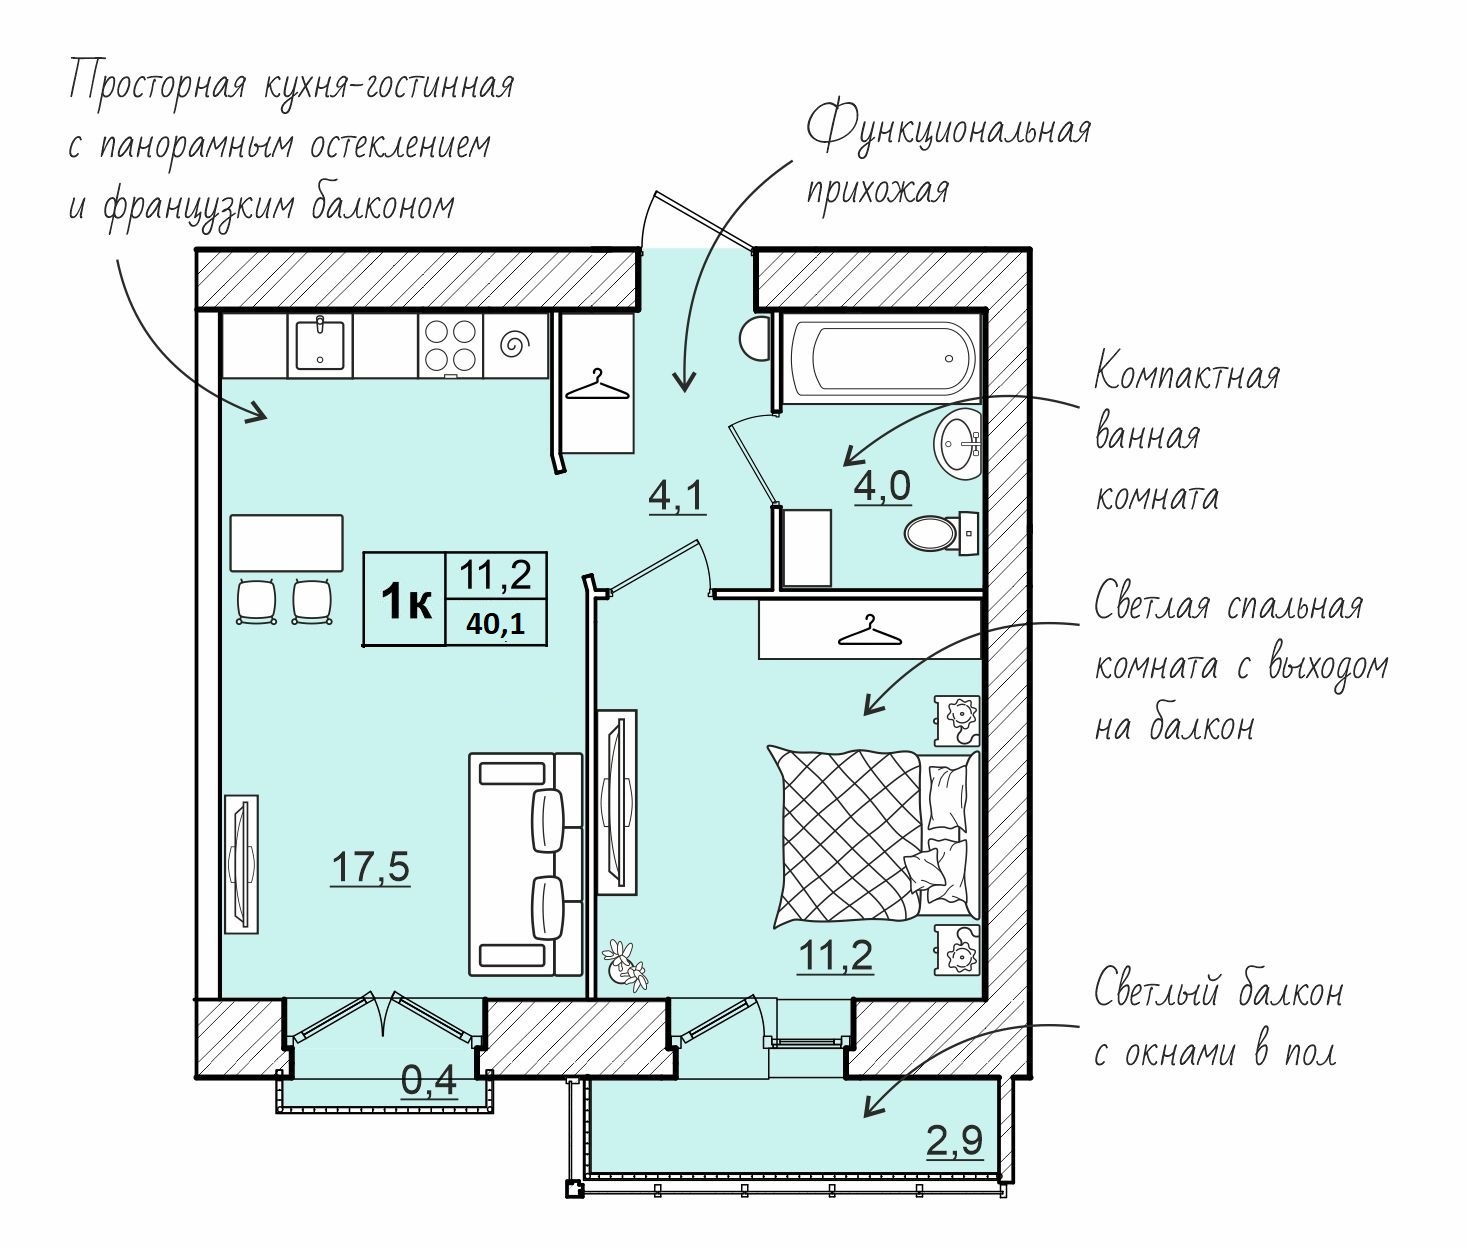 Просторная кухня-гостинная
с панорамным остеклением
и французким балконом
Функциональная
прихожая
Компактная
ванная
комната
4,1
4,0
1к
11,2
40,1
Светлая спальная
комната с выходом
на балкон
17,5
11,2
Светлый балкон
с окнами в пол
0,4
2,9